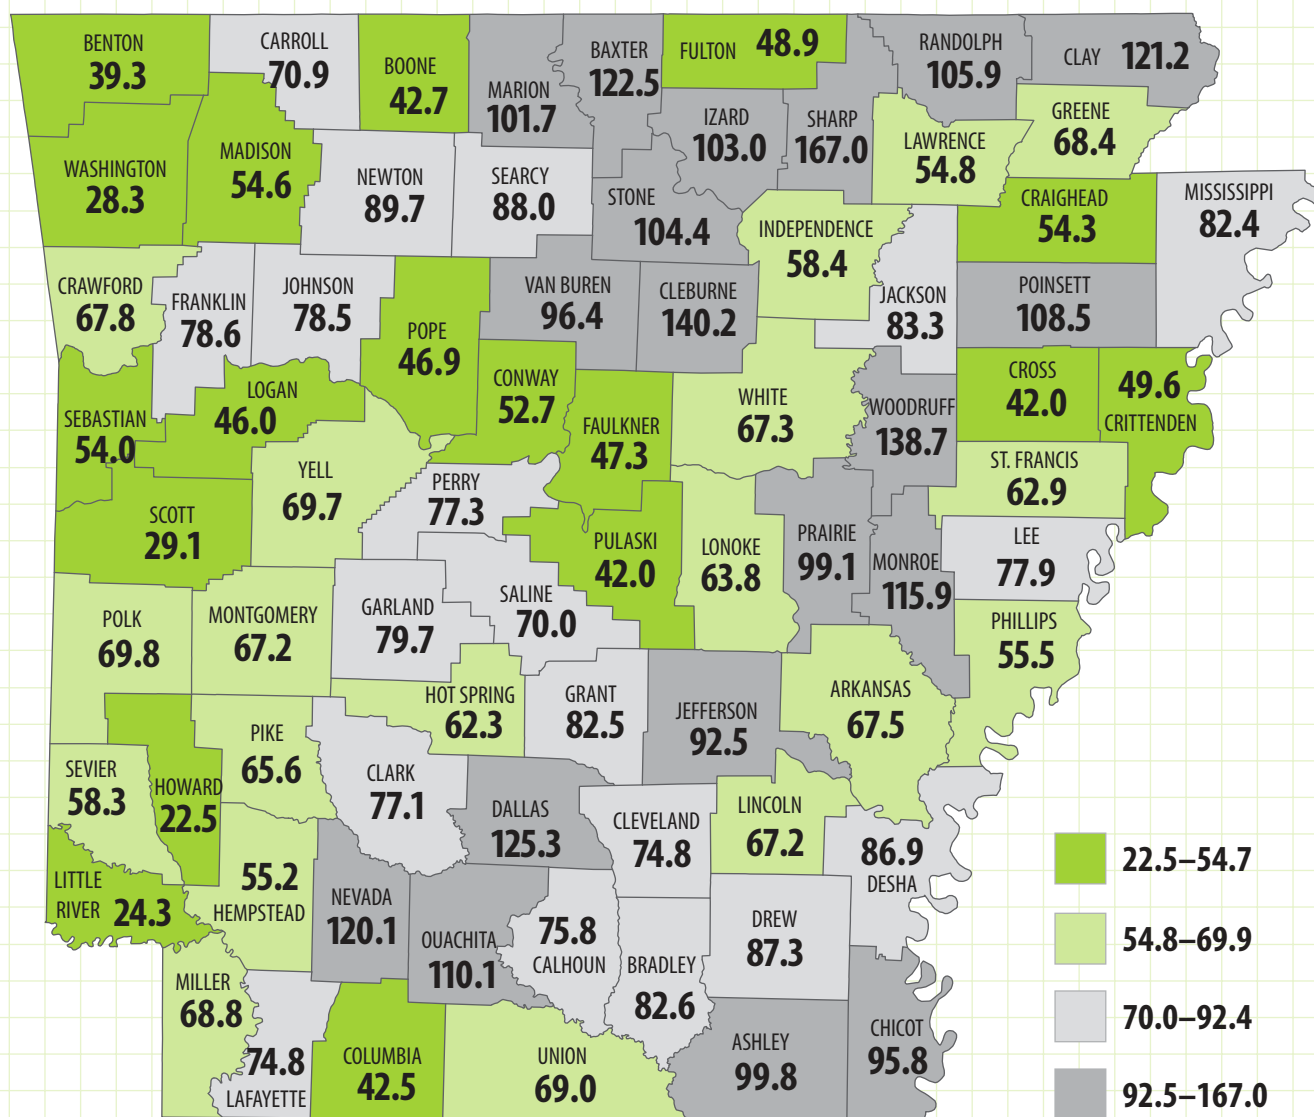 BENTON
39.3
CARROLL
70.9
BOONE
42.7
MARION
101.7
BAXTER
122.5
FULTON 48.9
RANDOLPH
105.9
CLAY 121.2
WASHINGTON
28.3
MADISON
54.6
NEWTON
89.7
SEARCY
88.0
STONE
104.4
IZARD
103.0
SHARP
167.0
LAWRENCE
54.8
GREENE
68.4
CRAIGHEAD
54.3
MISSISSIPPI
82.4
INDEPENDENCE
58.4
CRAWFORD
67.8
FRANKLIN
78.6
JOHNSON
78.5
POPE
46.9
VAN BUREN
96.4
CLEBURNE
140.2
JACKSON
83.3
POINSETT
108.5
SEBASTIAN
54.0
LOGAN
46.0
CONWAY
52.7
FAULKNER
47.3
WHITE
67.3
WOODRUFF
138.7
CROSS
42.0
49.6
CRITTENDEN
ST. FRANCIS
62.9
SCOTT
29.1
YELL
69.7
PERRY
77.3
PULASKI
42.0
LONOKE
63.8
PRAIRIE
99.1
MONROE
115.9
LEE
77.9
POLK
69.8
MONTGOMERY
67.2
GARLAND
79.7
SALINE
70.0
PHILLIPS
55.5
HOT SPRING
62.3
GRANT
82.5
JEFFERSON
92.5
ARKANSAS
67.5
SEVIER
58.3
HOWARD
22.5
PIKE
65.6
CLARK
77.1
DALLAS
125.3
CLEVELAND
74.8
LINCOLN
67.2
86.9
DESHA
LITTLE
RIVER 24.3
55.2
HEMPSTEAD
NEVADA
120.1
OUACHITA
110.1
75.8
CALHOUN
BRADLEY
82.6
DREW
87.3
MILLER
68.8
74.8
LAFAYETTE
COLUMBIA
42.5
UNION
69.0
ASHLEY
99.8
CHICOT
95.8
22.5–54.7
54.8–69.9
70.0–92.4
92.5–167.0